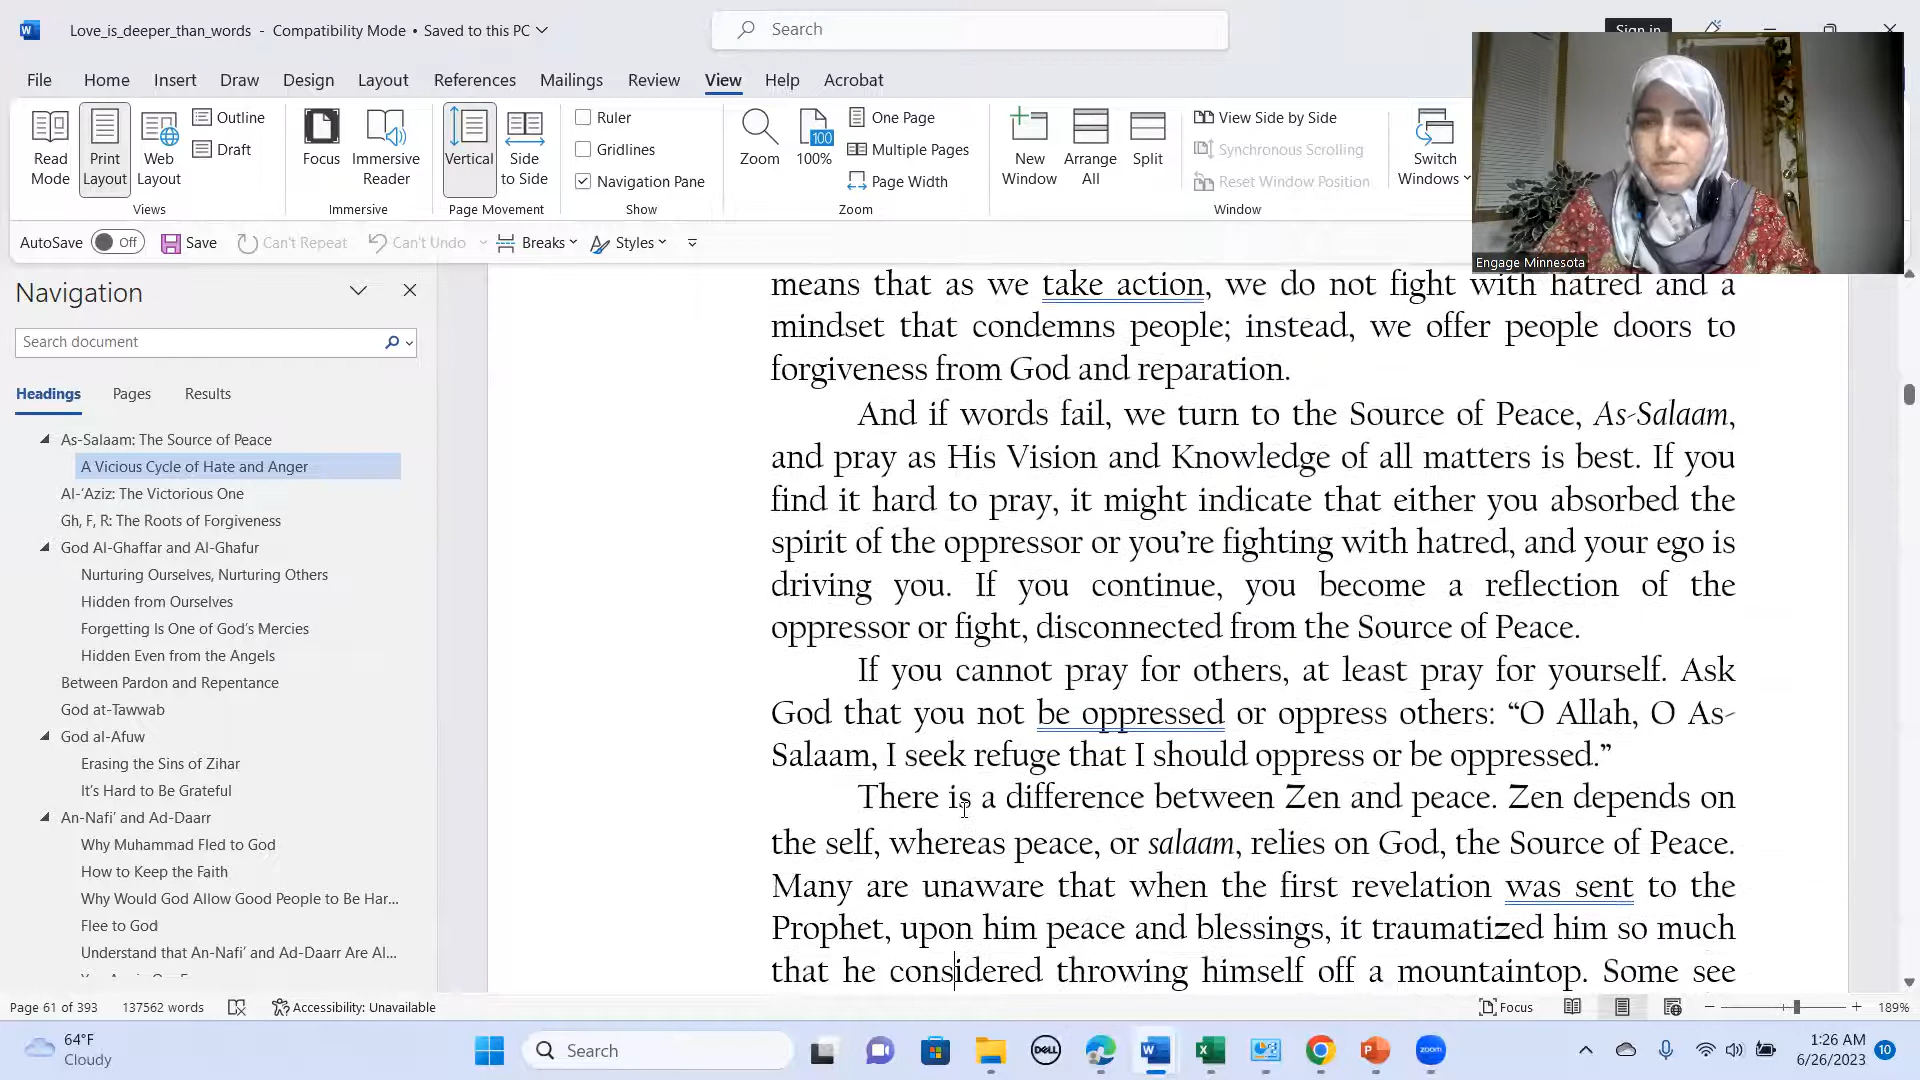 Love_is_deeper_than_words - Compatibility Mode • Saved to this PC
Search
Sign in
File Home Insert Draw Design Layout References Mailings Review View Help Acrobat
Read Mode
Print Layout
Web Layout
Outline
Draft
Views
Focus
Immersive Reader
Immersive
Vertical
Side to Side
Page Movement
Ruler
Gridlines
Navigation Pane
Show
Zoom
100
100%
One Page
Multiple Pages
Page Width
Zoom
New Window
Arrange All
Split
View Side by Side
Synchronous Scrolling
Reset Window Position
Window
Switch Windows
Engage Minnesota
AutoSave Off Save Can't Repeat Can't Undo Breaks Styles
Navigation
Search document
Headings Pages Results
As-Salaam: The Source of Peace
A Vicious Cycle of Hate and Anger
Al-‘Aziz: The Victorious One
Gh, F, R: The Roots of Forgiveness
God Al-Ghaffar and Al-Ghafur
Nurturing Ourselves, Nurturing Others
Hidden from Ourselves
Forgetting Is One of God’s Mercies
Hidden Even from the Angels
Between Pardon and Repentance
God at-Tawwab
God al-Afuw
Erasing the Sins of Zihar
It’s Hard to Be Grateful
An-Nafi’ and Ad-Darr
Why Muhammad Fled to God
How to Keep the Faith
Why Would God Allow Good People to Be Har...
Flee to God
Understand that An-Nafi’ and Ad-Daarr Are Al...
means that as we take action, we do not fight with hatred and a
mindset that condemns people; instead, we offer people doors to
forgiveness from God and reparation.
And if words fail, we turn to the Source of Peace, As-Salaam,
and pray as His Vision and Knowledge of all matters is best. If you
find it hard to pray, it might indicate that either you absorbed the
spirit of the oppressor or you’re fighting with hatred, and your ego is
driving you. If you continue, you become a reflection of the
oppressor or fight, disconnected from the Source of Peace.
If you cannot pray for others, at least pray for yourself. Ask
God that you not be oppressed or oppress others: “O Allah, O As-
Salaam, I seek refuge that I should oppress or be oppressed.”
There is a difference between Zen and peace. Zen depends on
the self, whereas peace, or salaam, relies on God, the Source of Peace.
Many are unaware that when the first revelation was sent to the
Prophet, upon him peace and blessings, it traumatized him so much
that he considered throwing himself off a mountaintop. Some see
Page 61 of 393 137562 words Accessibility: Unavailable Focus 189%
64°F
Cloudy
Search
DELL
zoom
1:26 AM
6/26/2023
10